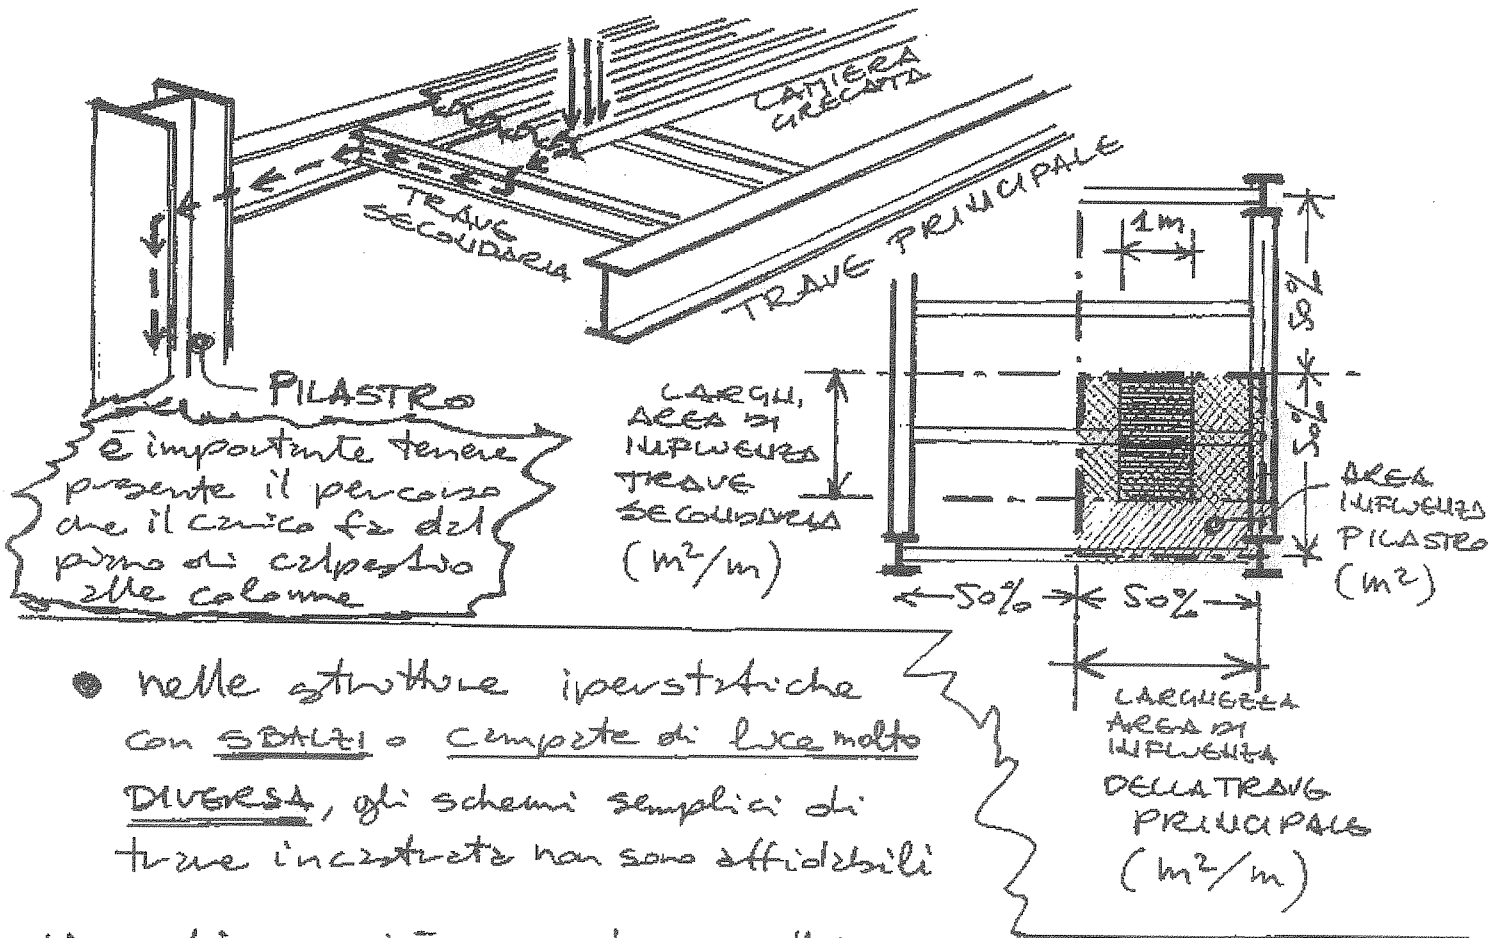 LAMIERA
GRECATA
TRAVE
SECONDARIA
TRAVE PRINCIPALE
PILASTRO
è importante tenere
presente il percorso
che il carico fa dal
piano di calpestio
alle colonne
1m
50%
50%
LARGH.
AREA DI
INFLUENZA
TRAVE
SECONDARIA
(m²/m)
AREA
INFLUENZA
PILASTRO
(m²)
50%
50%
LARGHEZZA
AREA DI
INFLUENZA
DELLA TRAVE
PRINCIPALE
(m²/m)
• nelle strutture iperstatiche
con SBALZI o campate di luce molto
DIVERSA, gli schemi semplici di
trave incastrata non sono affidabili